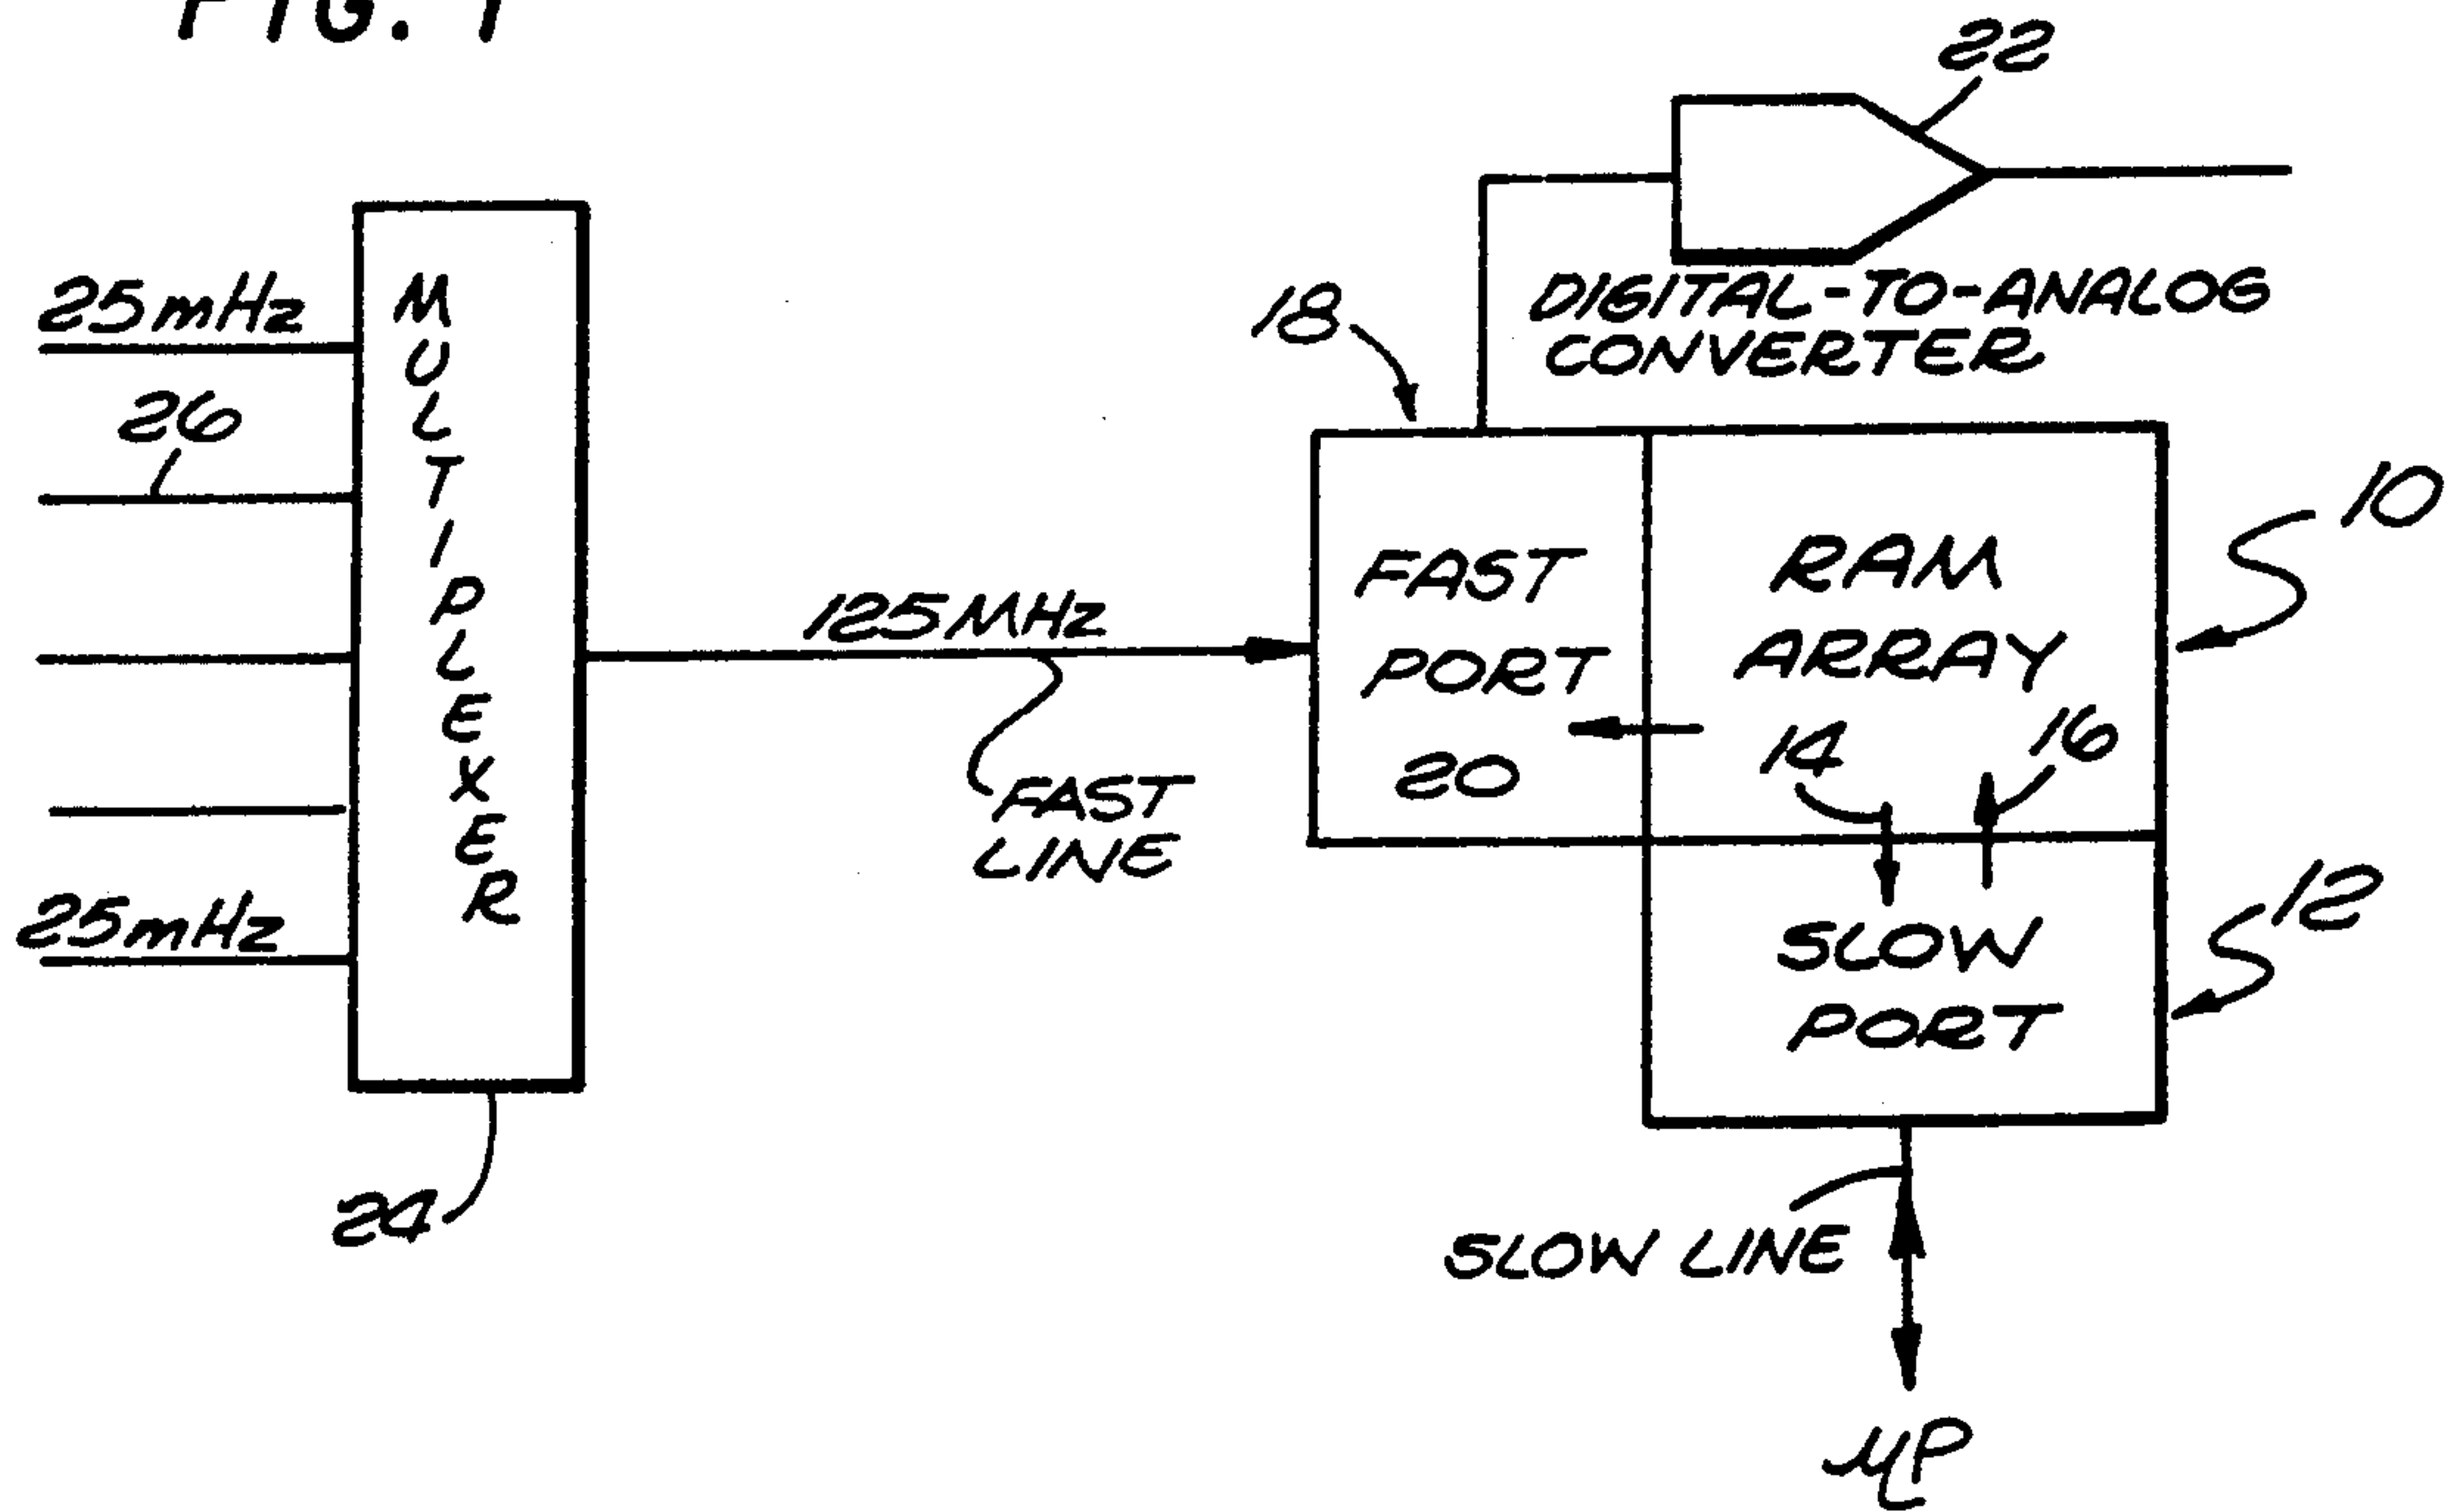 FIG. 1
22
25mHz
MULTIPLEXER
26
25mHz
24
125MHz
FAST
LINE
18
DIGITAL-TO-ANALOG
CONVERTER
FAST
PORT
20
RAM
ARRAY
10
14
16
12
SLOW
PORT
SLOW LINE
μP